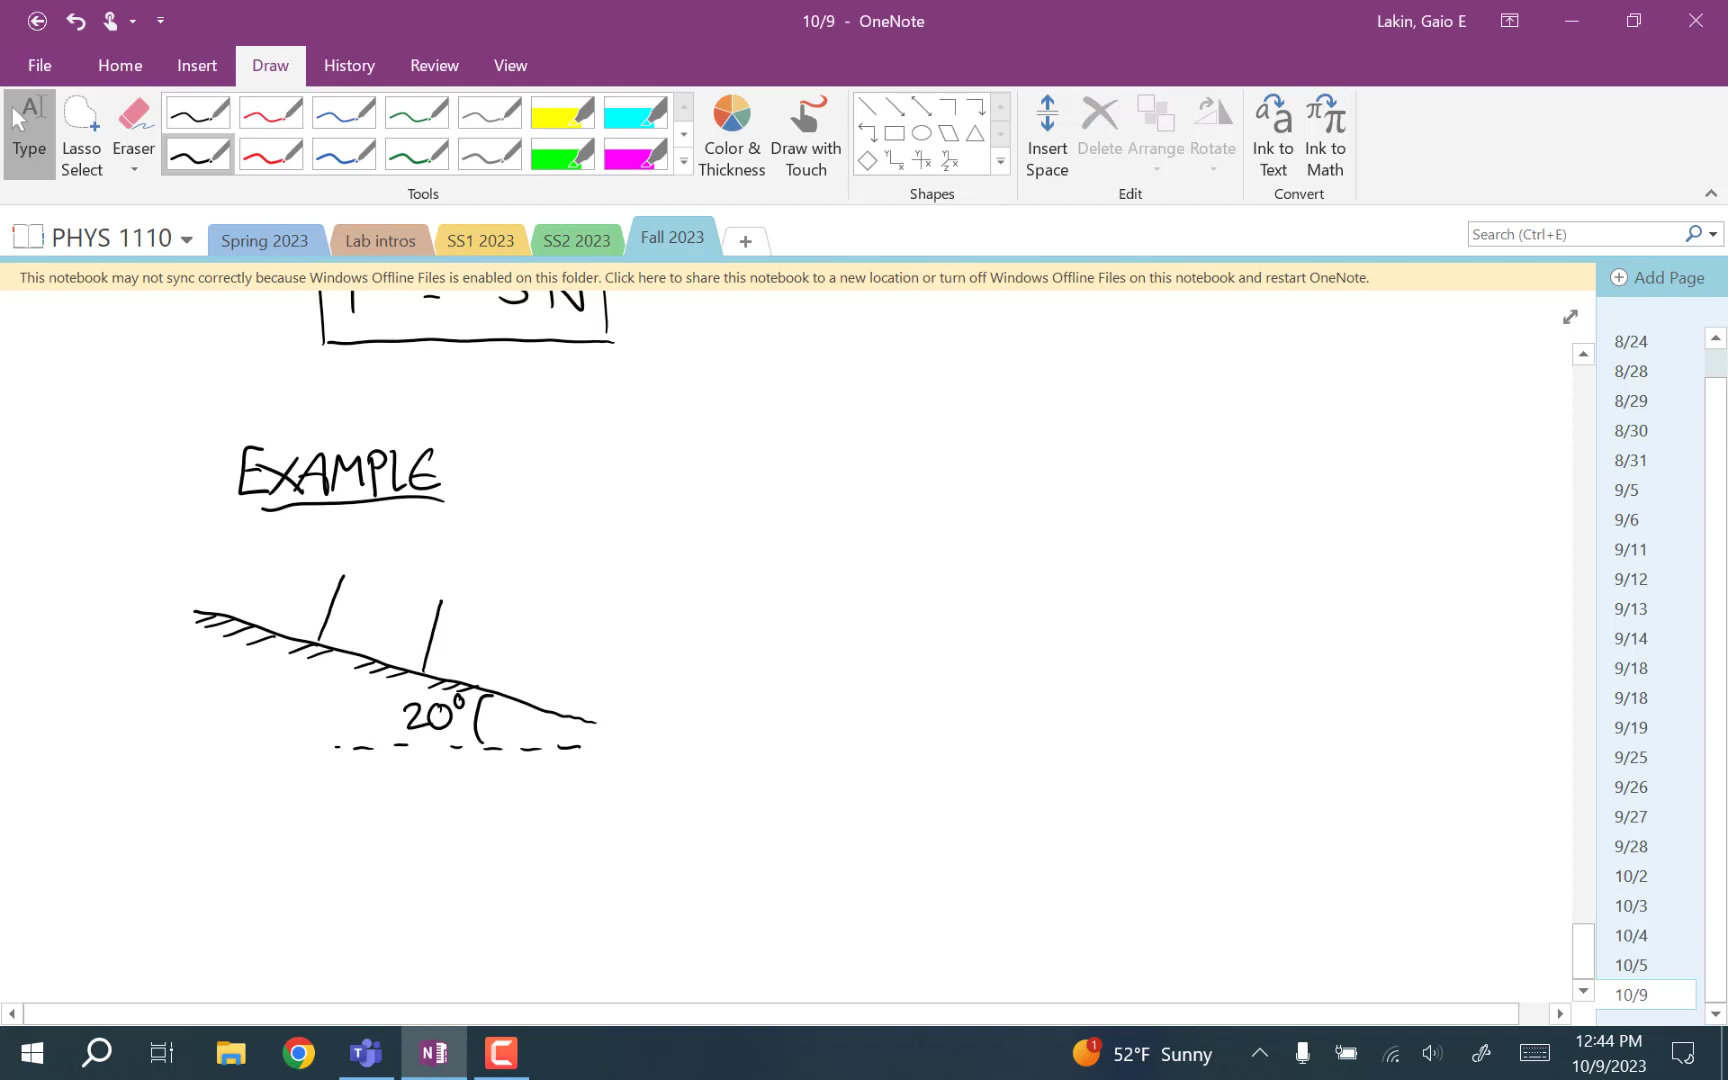 10/9 - OneNote
Lakin, Gaio E
File Home Insert Draw History Review View
Type
Lasso Select
Eraser
Color & Thickness
Draw with Touch
Insert Space
Delete
Arrange
Rotate
Ink to Text
Ink to Math
Tools
Shapes
Edit
Convert
PHYS 1110
Spring 2023
Lab intros
SS1 2023
SS2 2023
Fall 2023
Search (Ctrl+E)
This notebook may not sync correctly because Windows Offline Files is enabled on this folder. Click here to share this notebook to a new location or turn off Windows Offline Files on this notebook and restart OneNote.
Add Page
EXAMPLE
20°
8/24
8/28
8/29
8/30
8/31
9/5
9/6
9/11
9/12
9/13
9/14
9/18
9/18
9/19
9/25
9/26
9/27
9/28
10/2
10/3
10/4
10/5
10/9
52°F Sunny
12:44 PM
10/9/2023